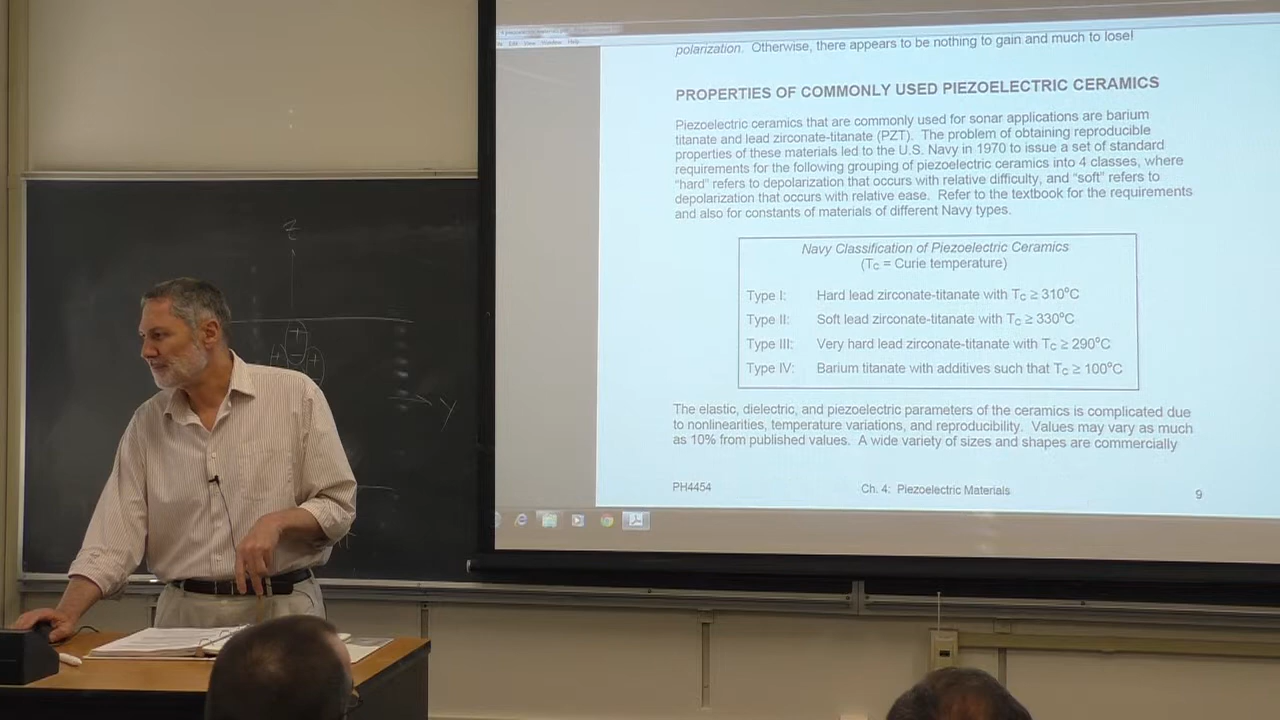 Edit View Window Help
polarization. Otherwise, there appears to be nothing to gain and much to lose!
PROPERTIES OF COMMONLY USED PIEZOELECTRIC CERAMICS
Piezoelectric ceramics that are commonly used for sonar applications are barium
titanate and lead zirconate-titanate (PZT). The problem of obtaining reproducible
properties of these materials led to the U.S. Navy in 1970 to issue a set of standard
requirements for the following grouping of piezoelectric ceramics into 4 classes, where
“hard” refers to depolarization that occurs with relative difficulty, and “soft” refers to
depolarization that occurs with relative ease. Refer to the textbook for the requirements
and also for constants of materials of different Navy types.
Navy Classification of Piezoelectric Ceramics
(TC = Curie temperature)
Type I: Hard lead zirconate-titanate with TC ≥ 310°C
Type II: Soft lead zirconate-titanate with TC ≥ 330°C
Type III: Very hard lead zirconate-titanate with TC ≥ 290°C
Type IV: Barium titanate with additives such that TC ≥ 100°C
The elastic, dielectric, and piezoelectric parameters of the ceramics is complicated due
to nonlinearities, temperature variations, and reproducibility. Values may vary as much
as 10% from published values. A wide variety of sizes and shapes are commercially
PH4454 Ch. 4: Piezoelectric Materials 9
z
+
+ - +
y